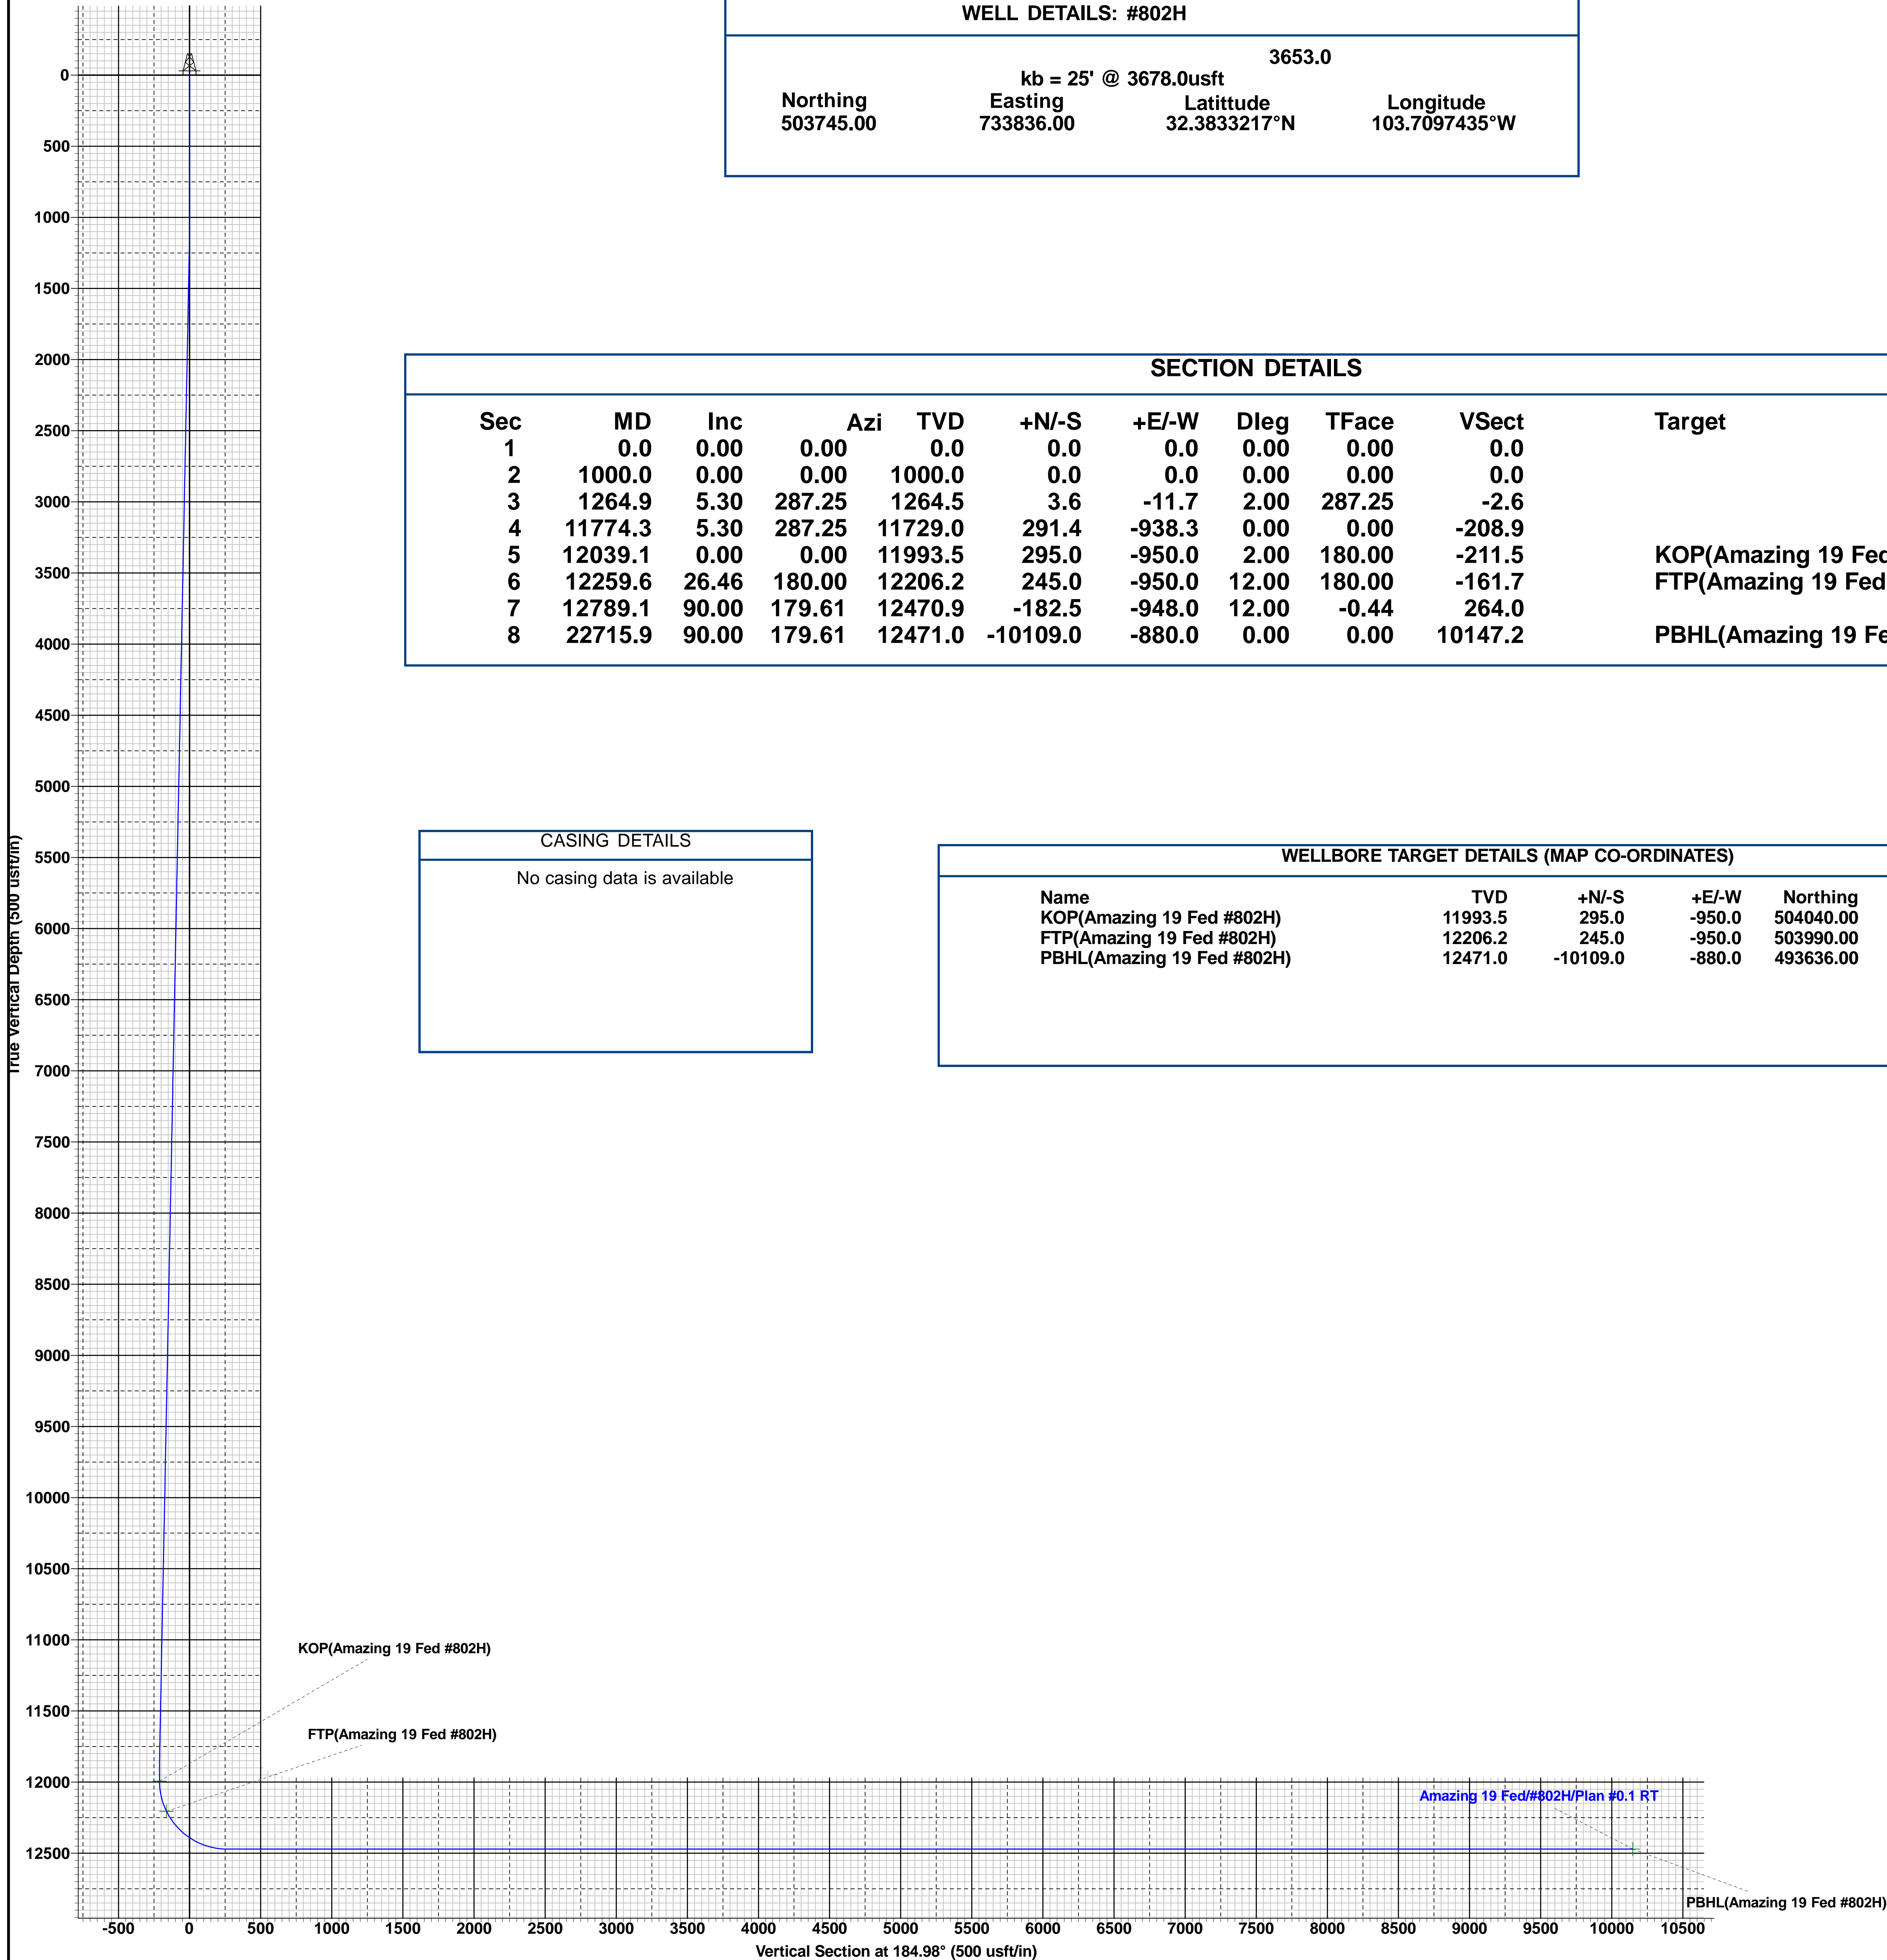 WELL DETAILS: #802H
3653.0
kb = 25' @ 3678.0usft
Northing Easting Latittude Longitude
503745.00 733836.00 32.3833217°N 103.7097435°W
SECTION DETAILS
Sec MD Inc Azi TVD +N/-S +E/-W Dleg TFace VSect Target
1 0.0 0.00 0.00 0.0 0.0 0.0 0.00 0.00 0.0
2 1000.0 0.00 0.00 1000.0 0.0 0.0 0.00 0.00 0.0
3 1264.9 5.30 287.25 1264.5 3.6 -11.7 2.00 287.25 -2.6
4 11774.3 5.30 287.25 11729.0 291.4 -938.3 0.00 0.00 -208.9
5 12039.1 0.00 0.00 11993.5 295.0 -950.0 2.00 180.00 -211.5 KOP(Amazing 19 Fed
6 12259.6 26.46 180.00 12206.2 245.0 -950.0 12.00 180.00 -161.7 FTP(Amazing 19 Fed
7 12789.1 90.00 179.61 12470.9 -182.5 -948.0 12.00 -0.44 264.0
8 22715.9 90.00 179.61 12471.0 -10109.0 -880.0 0.00 0.00 10147.2 PBHL(Amazing 19 Fe
CASING DETAILS
No casing data is available
WELLBORE TARGET DETAILS (MAP CO-ORDINATES)
Name TVD +N/-S +E/-W Northing
KOP(Amazing 19 Fed #802H) 11993.5 295.0 -950.0 504040.00
FTP(Amazing 19 Fed #802H) 12206.2 245.0 -950.0 503990.00
PBHL(Amazing 19 Fed #802H) 12471.0 -10109.0 -880.0 493636.00
True Vertical Depth (500 usft/in)
0
500
1000
1500
2000
2500
3000
3500
4000
4500
5000
5500
6000
6500
7000
7500
8000
8500
9000
9500
10000
10500
11000
11500
12000
12500
KOP(Amazing 19 Fed #802H)
FTP(Amazing 19 Fed #802H)
Amazing 19 Fed/#802H/Plan #0.1 RT
PBHL(Amazing 19 Fed #802H)
-500 0 500 1000 1500 2000 2500 3000 3500 4000 4500 5000 5500 6000 6500 7000 7500 8000 8500 9000 9500 10000 10500
Vertical Section at 184.98° (500 usft/in)